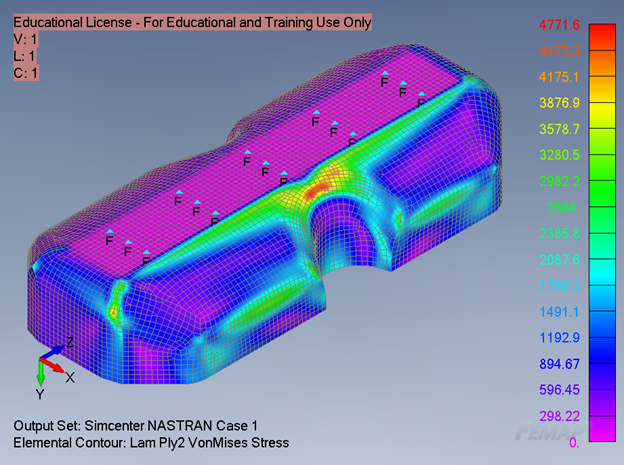 Educational License - For Educational and Training Use Only
V: 1
L: 1
C: 1
4771.6
4473.3
4175.1
3876.9
3578.7
3280.5
2982.2
2684.
2385.8
2087.6
1789.3
1491.1
1192.9
894.67
596.45
298.22
0.
F F F
F F F
F F F
F F F
F F F
Z
X
Y
Output Set: Simcenter NASTRAN Case 1
Elemental Contour: Lam Ply2 VonMises Stress
FEMAP